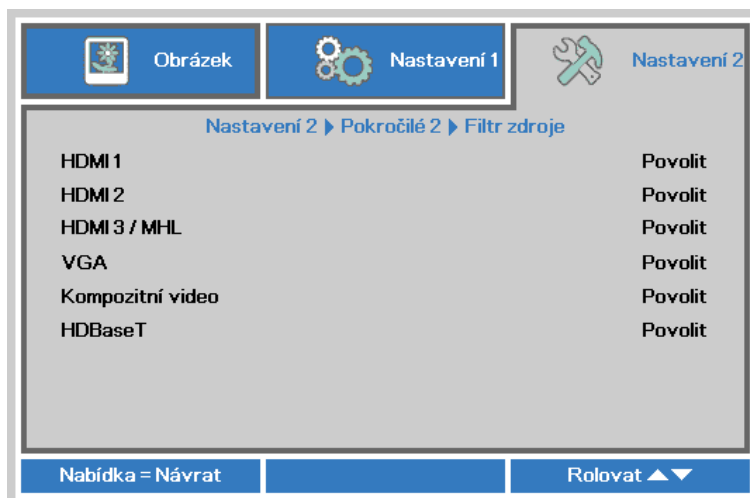 Obrázek Nastavení 1 Nastavení 2
Nastavení 2 ▶ Pokročilé 2 ▶ Filtr zdroje
HDMI 1 Povolit
HDMI 2 Povolit
HDMI 3 / MHL Povolit
VGA Povolit
Kompozitní video Povolit
HDBaseT Povolit
Nabídka = Návrat Rolovat ▲▼